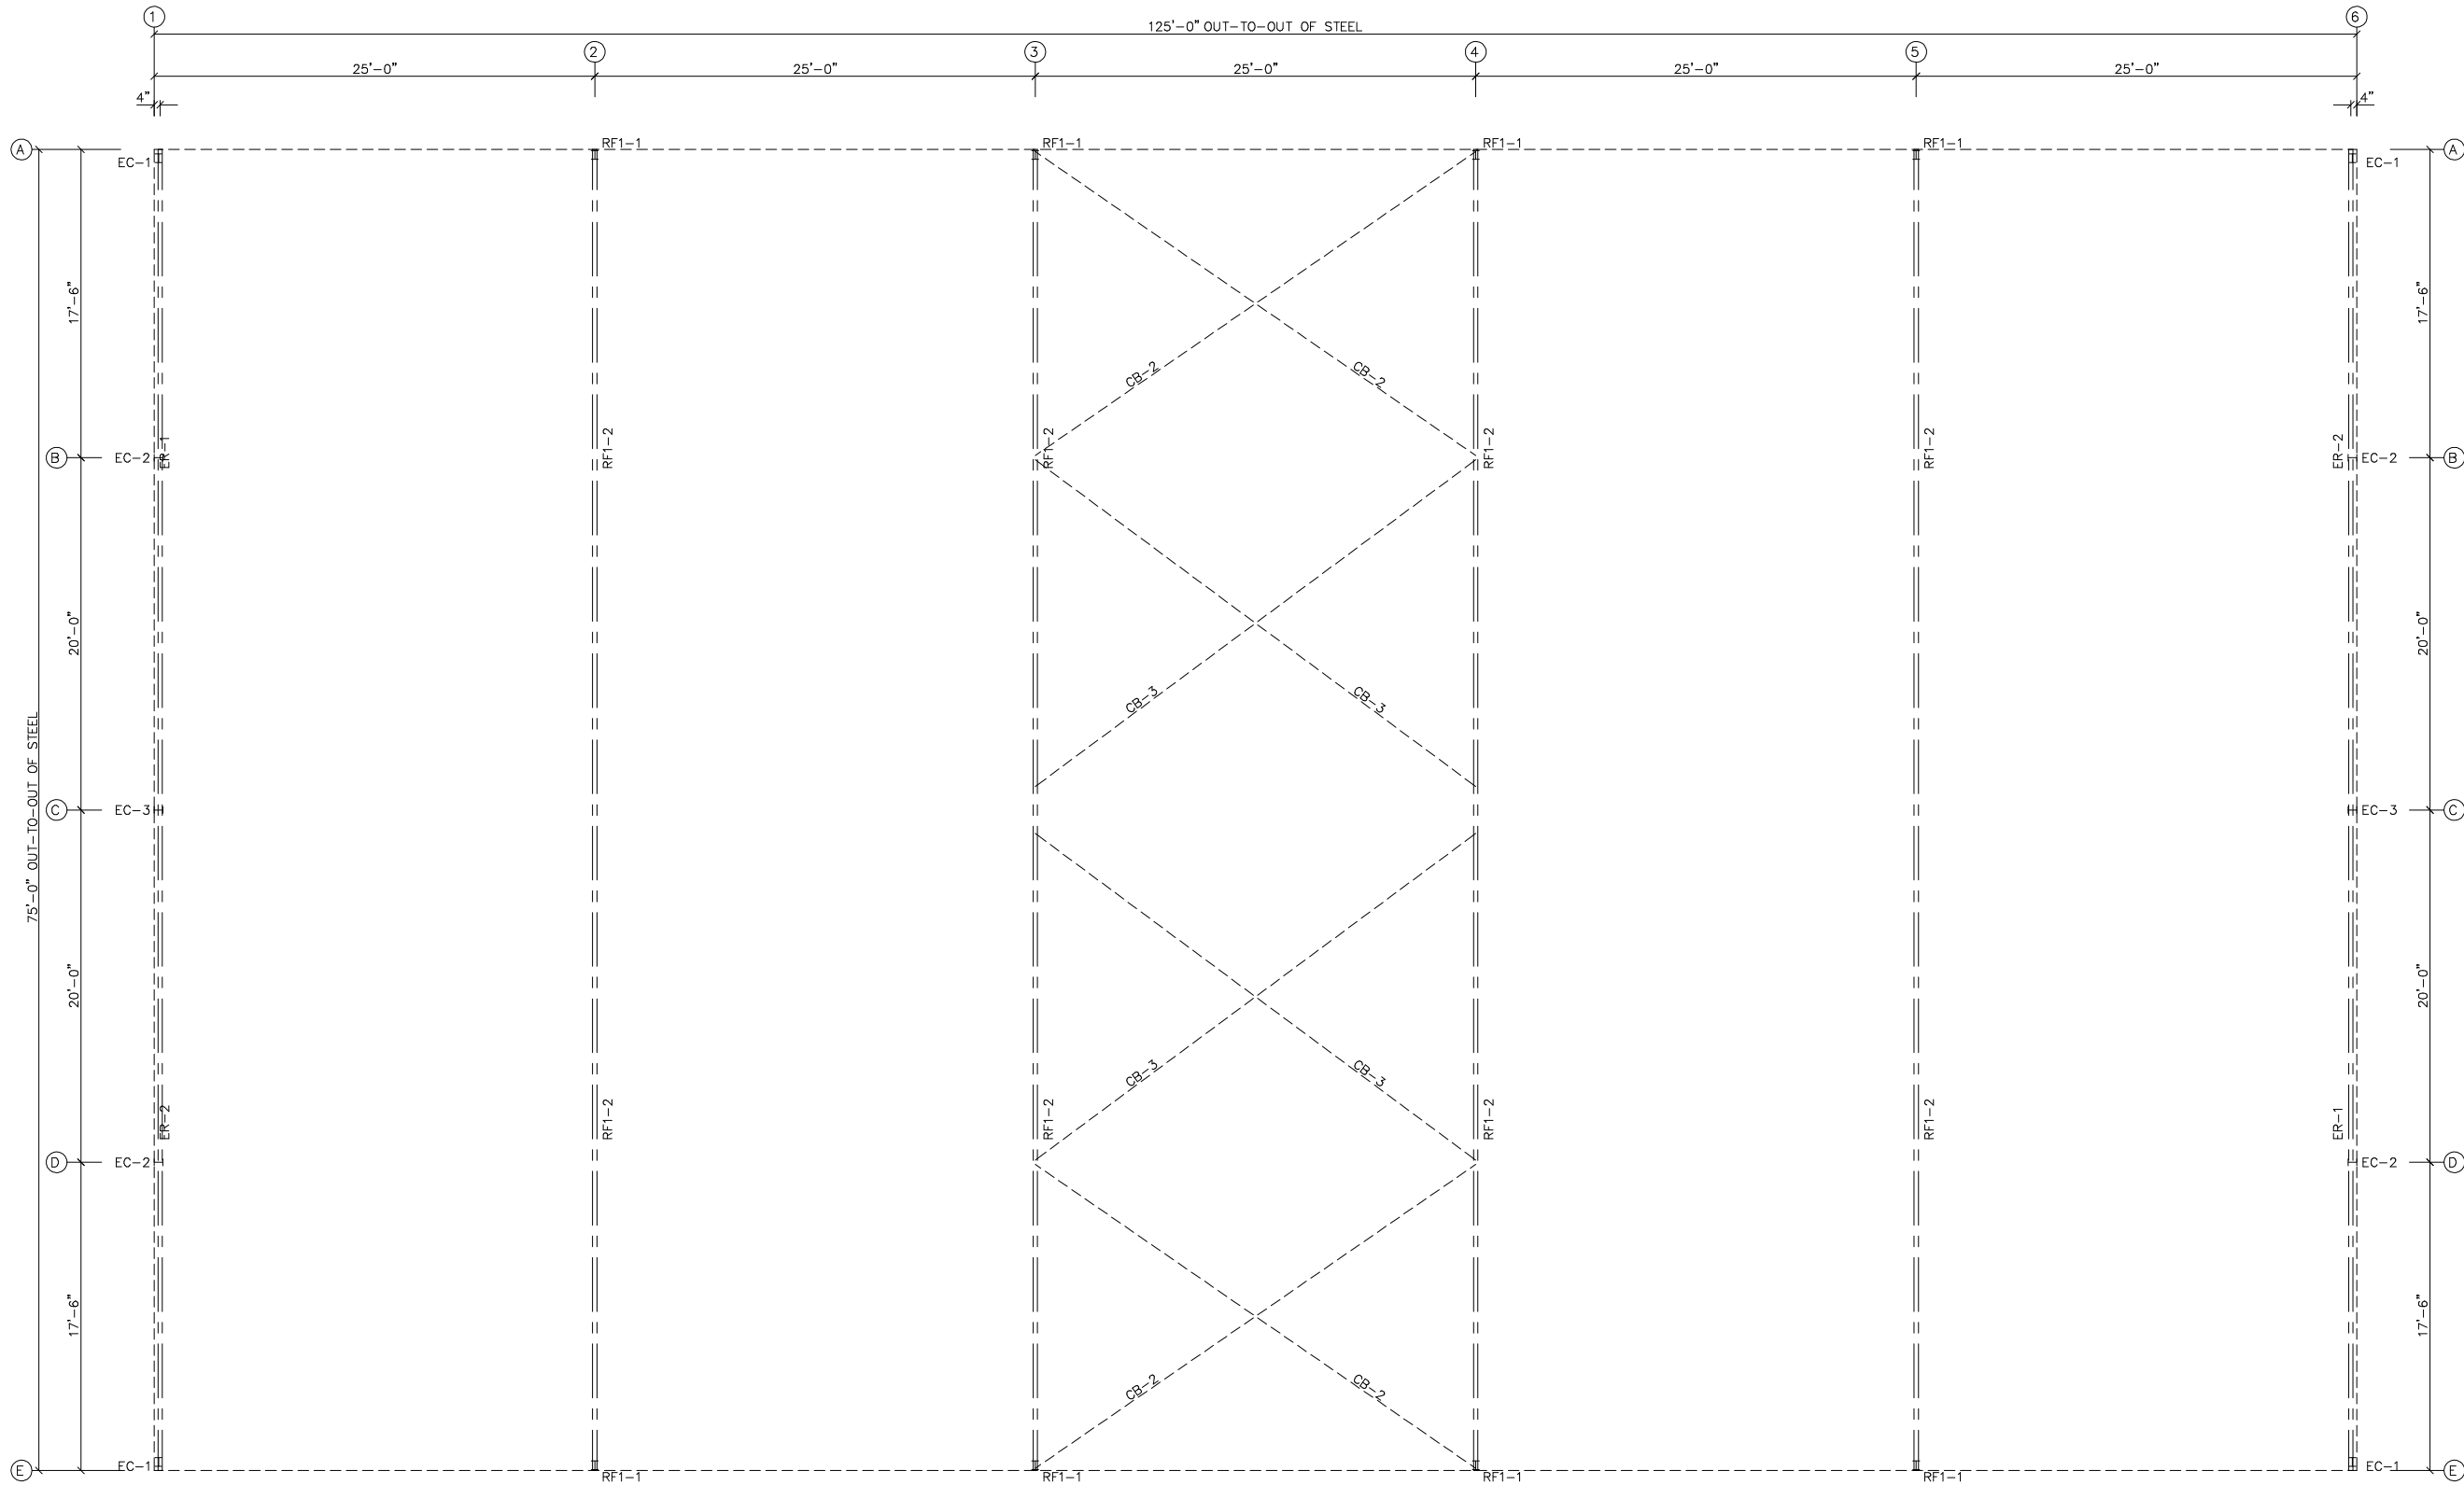 1
6
125'-0" OUT-TO-OUT OF STEEL
2
3
4
5
25'-0"
25'-0"
25'-0"
25'-0"
25'-0"
4"
4"
A
RF1-1
RF1-1
RF1-1
RF1-1
A
EC-1
EC-1
17'-6"
17'-6"
CB-2
CB-2
ER-1
RF1-2
RF1-2
RF1-2
RF1-2
ER-2
B
EC-2
EC-2
B
20'-0"
20'-0"
CB-3
CB-3
75'-0" OUT-TO-OUT OF STEEL
C
EC-3
EC-3
C
20'-0"
20'-0"
CB-3
CB-3
ER-2
RF1-2
RF1-2
RF1-2
RF1-2
ER-1
D
EC-2
EC-2
D
17'-6"
17'-6"
CB-2
CB-2
EC-1
EC-1
E
RF1-1
RF1-1
RF1-1
RF1-1
E